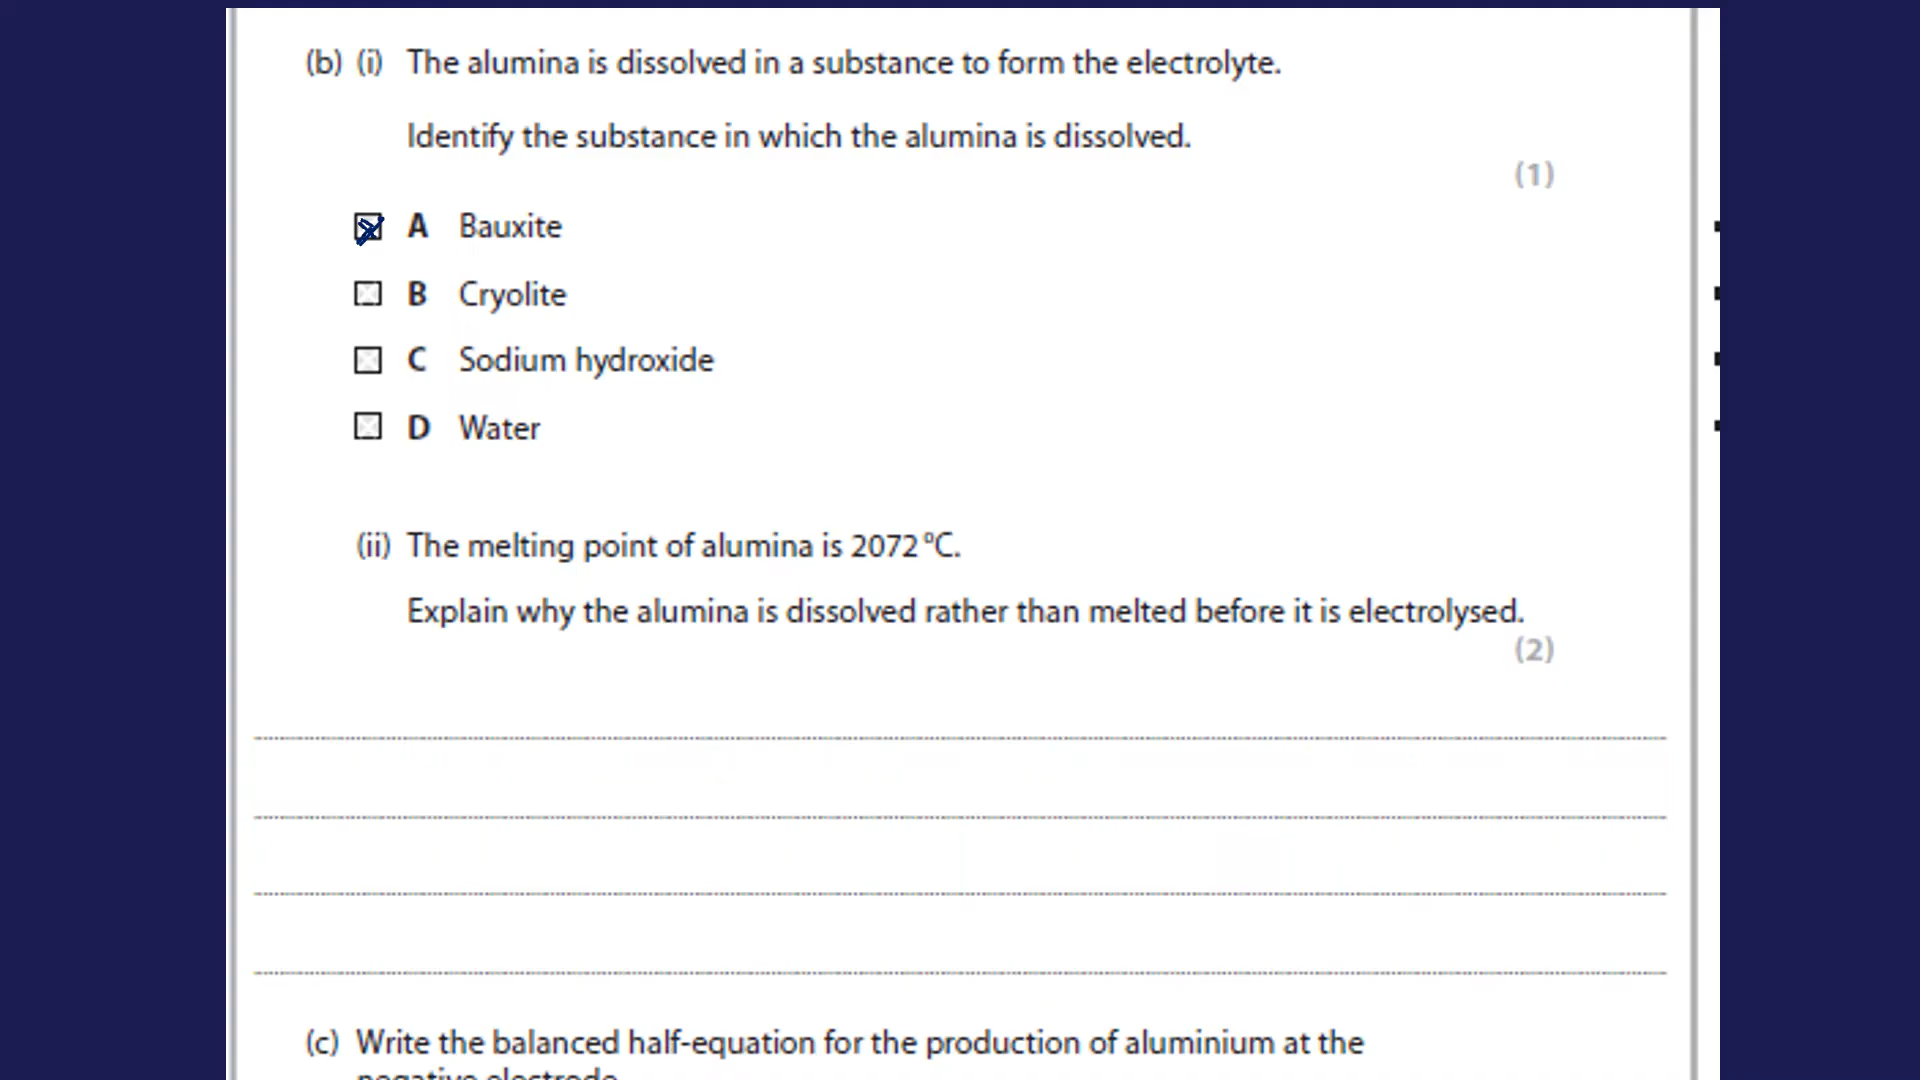 (b) (i) The alumina is dissolved in a substance to form the electrolyte.
Identify the substance in which the alumina is dissolved.
(1)
A Bauxite
B Cryolite
C Sodium hydroxide
D Water
(ii) The melting point of alumina is 2072 °C.
Explain why the alumina is dissolved rather than melted before it is electrolysed.
(2)
(c) Write the balanced half-equation for the production of aluminium at the
negative electrode.